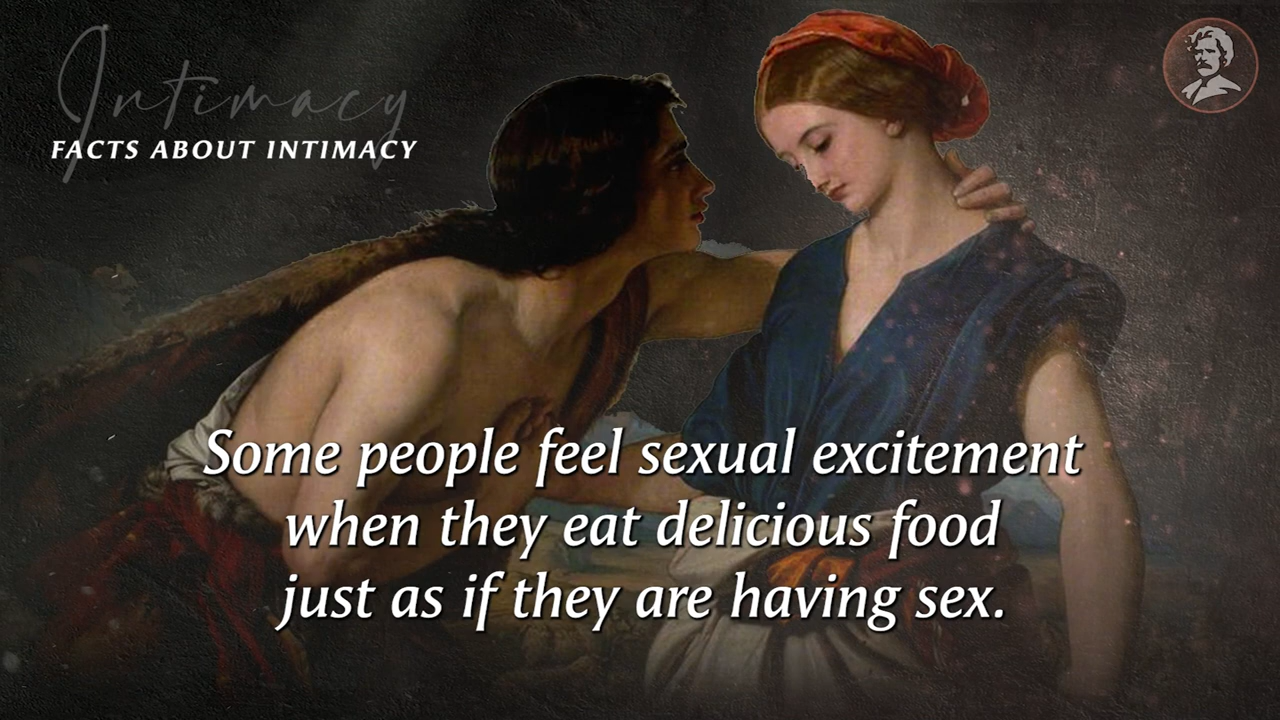 Intimacy
FACTS ABOUT INTIMACY
Some people feel sexual excitement
when they eat delicious food
just as if they are having sex.